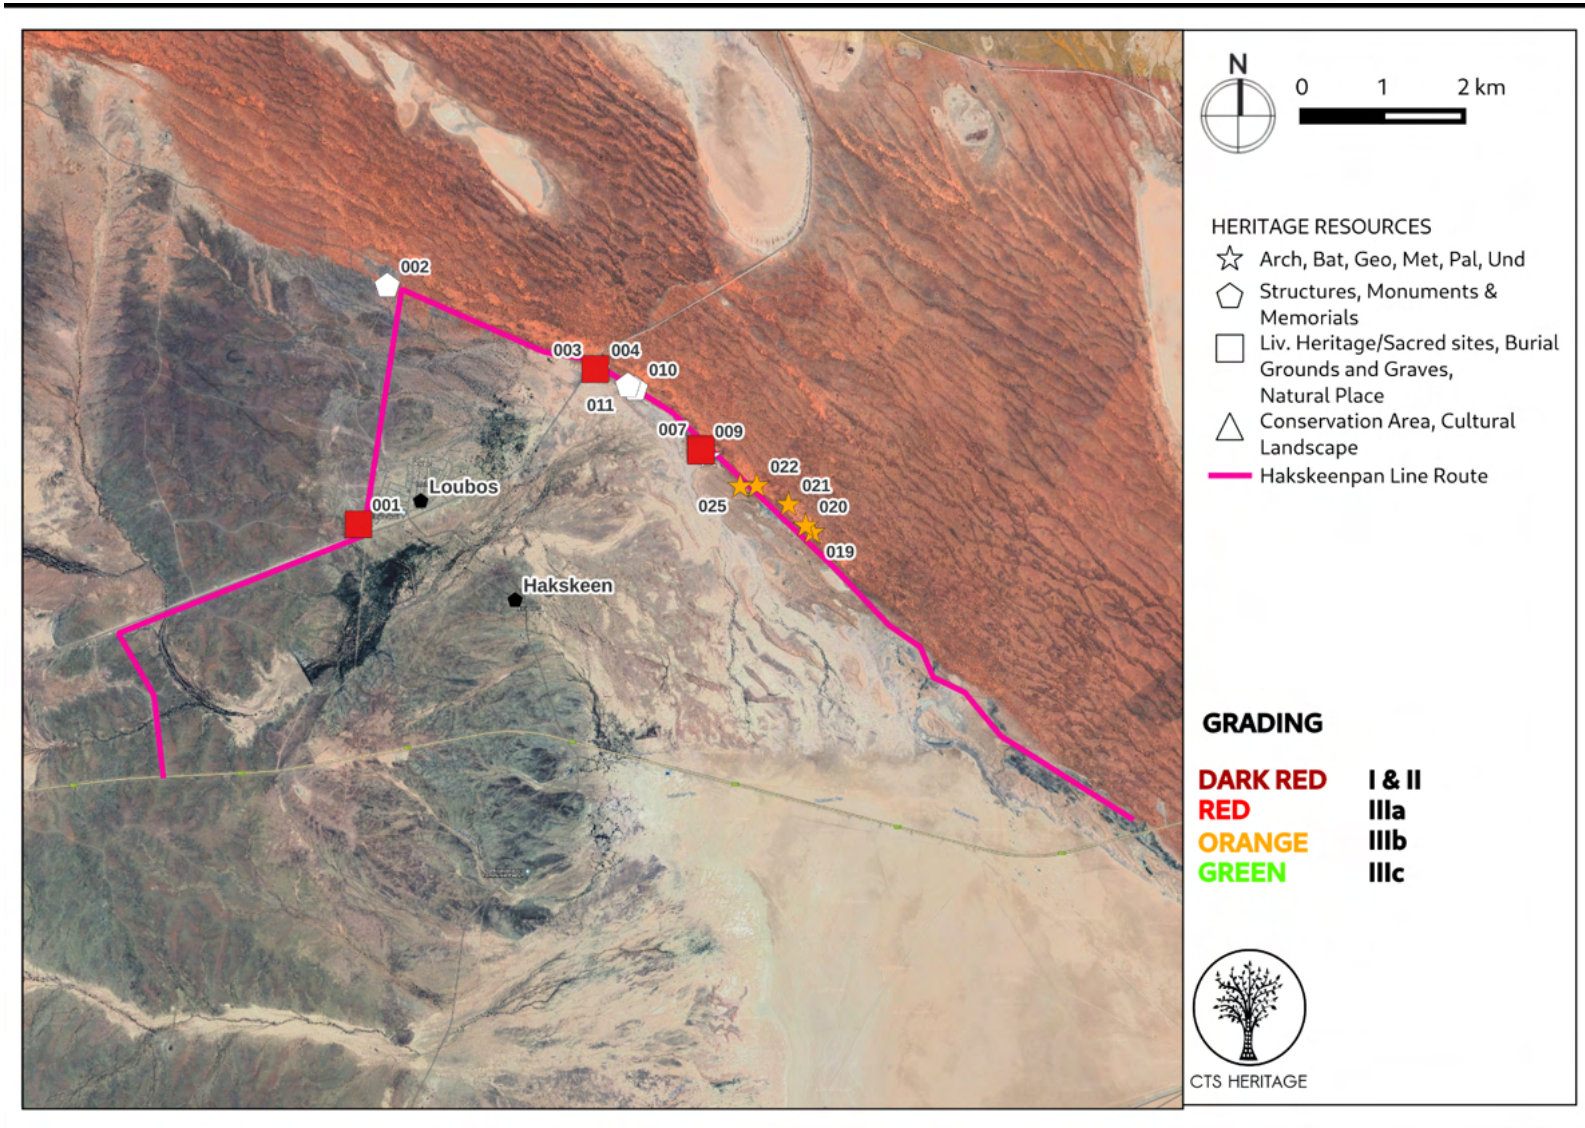 N
0 1 2 km
HERITAGE RESOURCES
Arch, Bat, Geo, Met, Pal, Und
Structures, Monuments &
Memorials
Liv. Heritage/Sacred sites, Burial
Grounds and Graves,
Natural Place
Conservation Area, Cultural
Landscape
Hakskeenpan Line Route
002
003
004
010
011
007
009
022
021
025
020
019
Loubos
001
Hakskeen
GRADING
DARK RED I & II
RED IIIa
ORANGE IIIb
GREEN IIIc
CTS HERITAGE